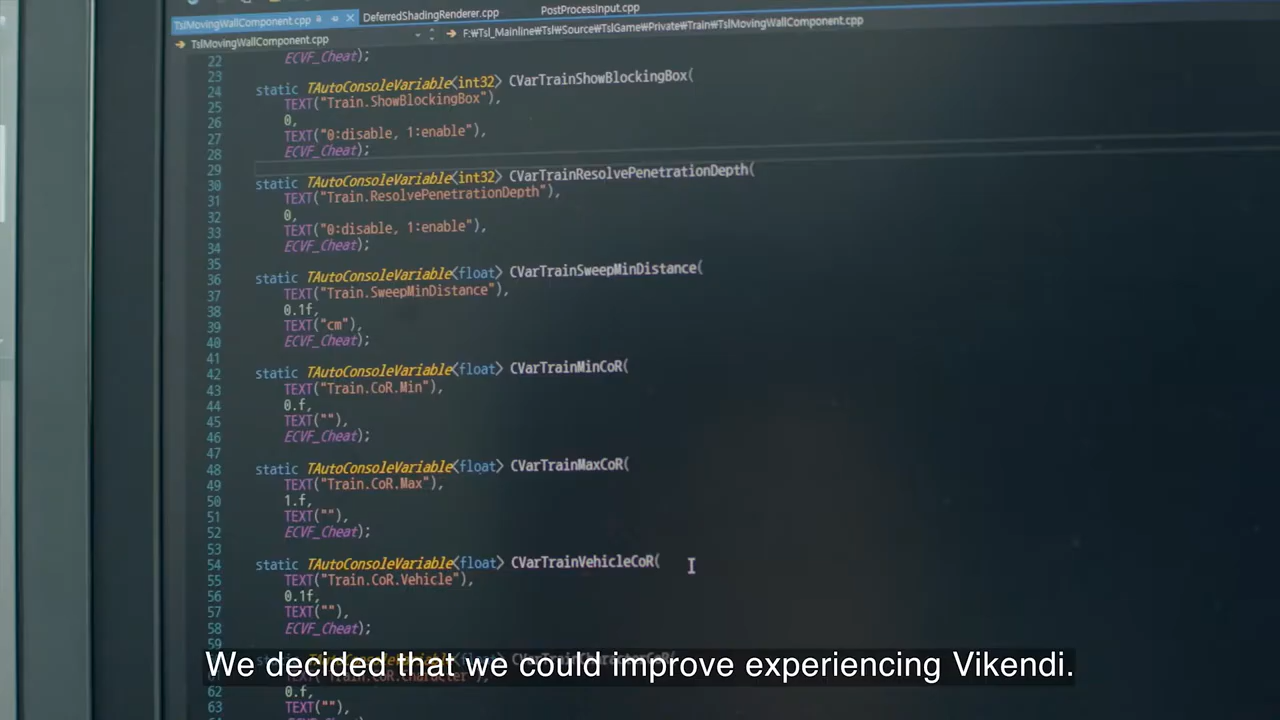 TslMovingWallComponent.cpp
DeferredShadingRenderer.cpp
PostProcessInput.cpp
TslMovingWallComponent.cpp
F:₩Tsl_Mainline₩Tsl₩Source₩TslGame₩Private₩Train₩TslMovingWallComponent.cpp
22 ECVF_Cheat);
23
24 static TAutoConsoleVariable<int32> CVarTrainShowBlockingBox(
25 TEXT("Train.ShowBlockingBox"),
26 0,
27 TEXT("0:disable, 1:enable"),
28 ECVF_Cheat);
29
30 static TAutoConsoleVariable<int32> CVarTrainResolvePenetrationDepth(
31 TEXT("Train.ResolvePenetrationDepth"),
32 0,
33 TEXT("0:disable, 1:enable"),
34 ECVF_Cheat);
35
36 static TAutoConsoleVariable<float> CVarTrainSweepMinDistance(
37 TEXT("Train.SweepMinDistance"),
38 0.1f,
39 TEXT("cm"),
40 ECVF_Cheat);
41
42 static TAutoConsoleVariable<float> CVarTrainMinCoR(
43 TEXT("Train.CoR.Min"),
44 0.f,
45 TEXT(""),
46 ECVF_Cheat);
47
48 static TAutoConsoleVariable<float> CVarTrainMaxCoR(
49 TEXT("Train.CoR.Max"),
50 1.f,
51 TEXT(""),
52 ECVF_Cheat);
53
54 static TAutoConsoleVariable<float> CVarTrainVehicleCoR(
55 TEXT("Train.CoR.Vehicle"),
56 0.1f,
57 TEXT(""),
58 ECVF_Cheat);
59
We decided that we could improve experiencing Vikendi.
62 0.f,
63 TEXT(""),